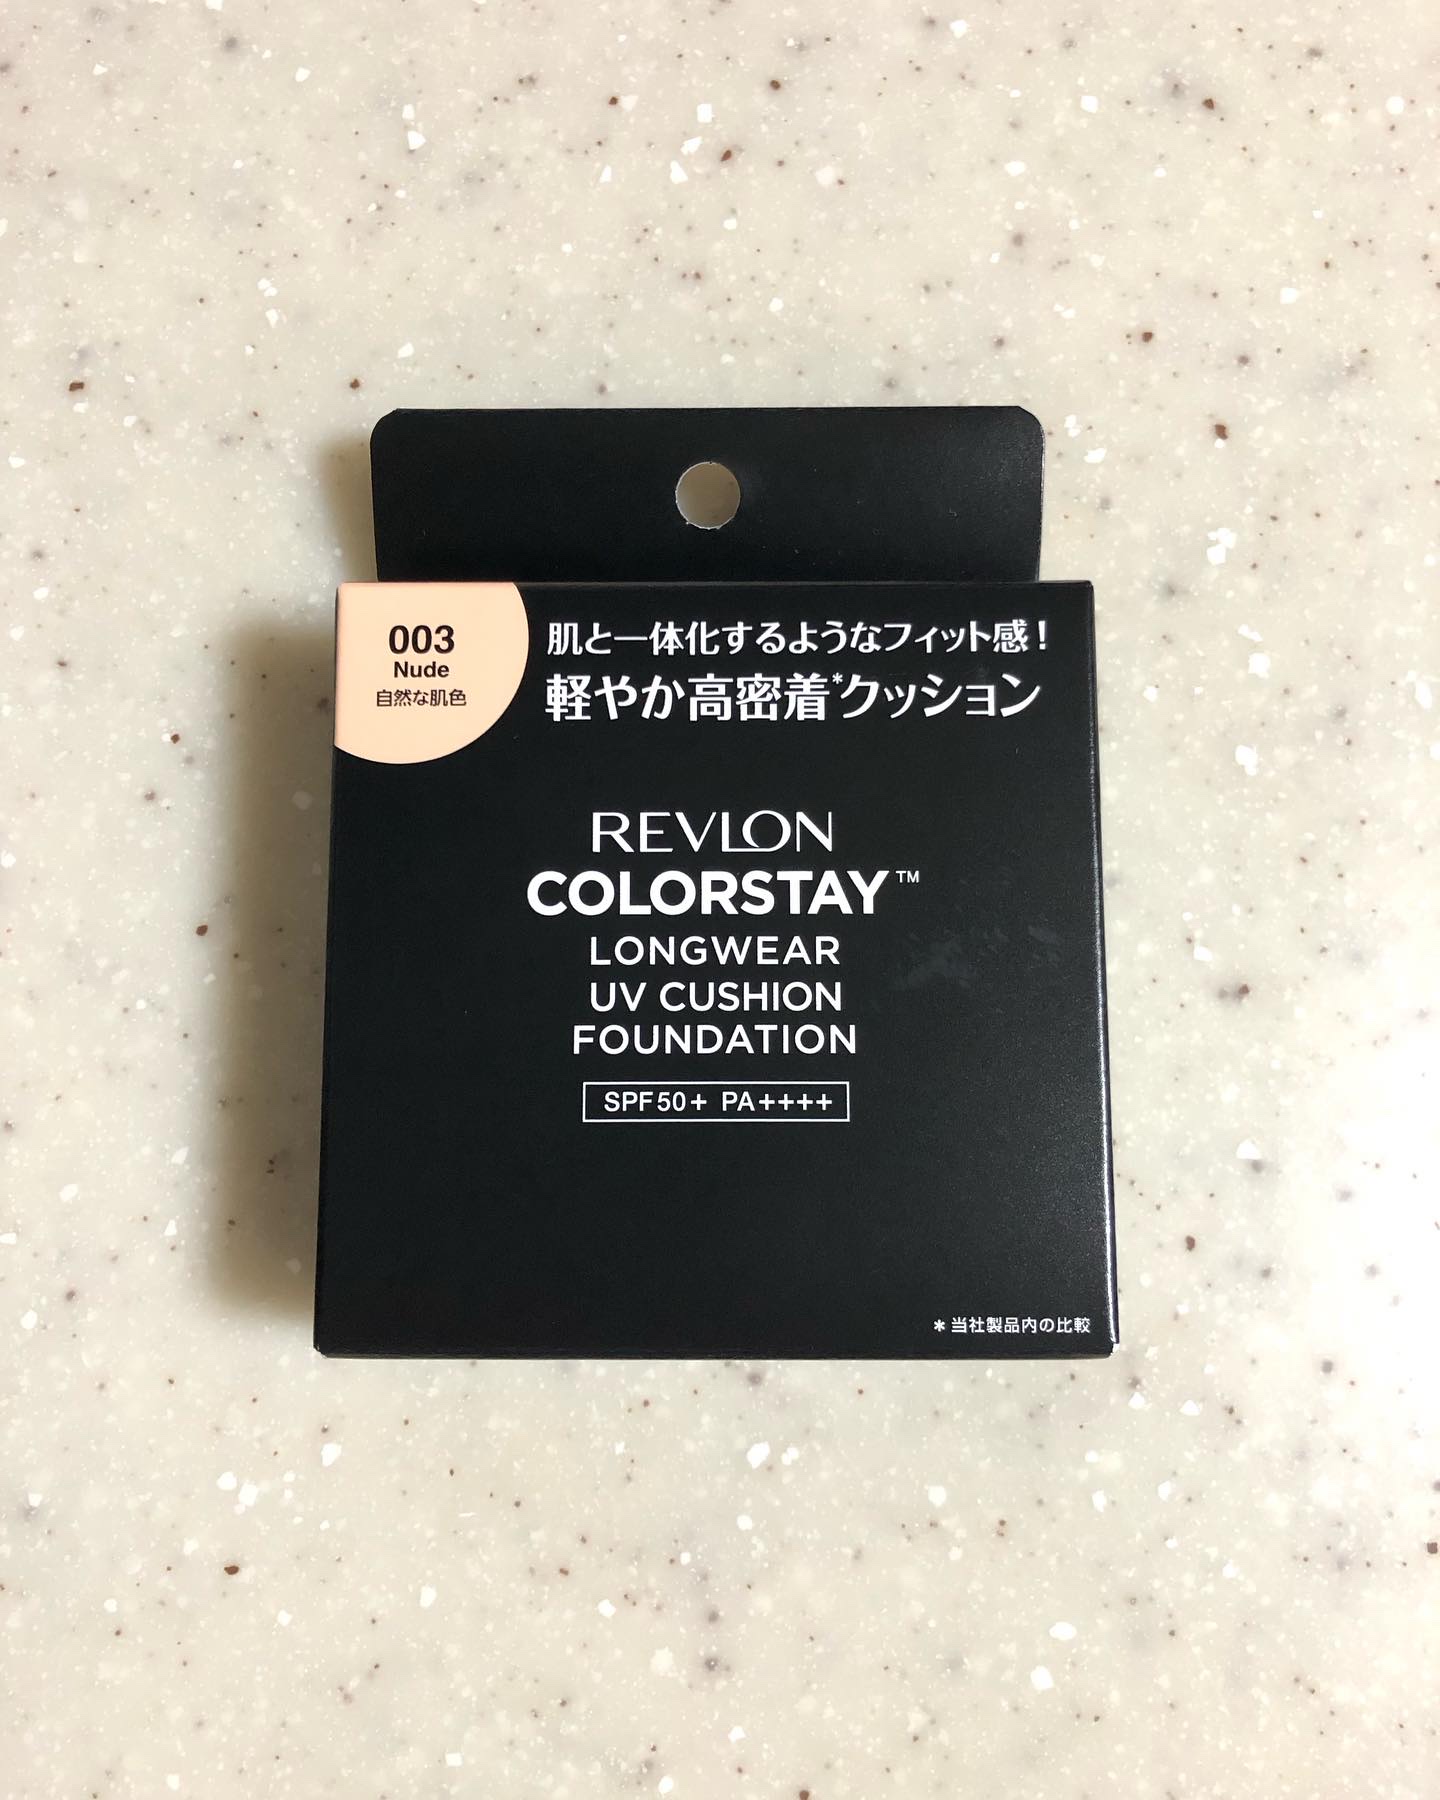 003
Nude
自然な肌色
肌と一体化するようなフィット感!
軽やか高密着*クッション
REVLON
COLORSTAY™
LONGWEAR
UV CUSHION
FOUNDATION
SPF50+ PA++++
*当社製品内の比較